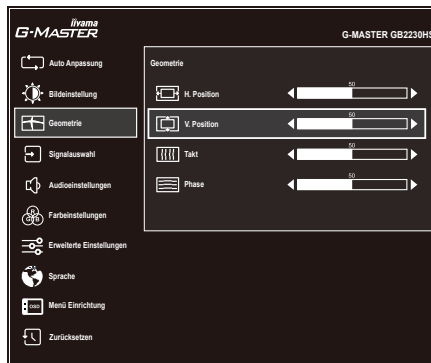 iiyama
G-MASTER
G-MASTER GB2230HS
Auto Anpassung
Bildeinstellung
Geometrie
Signalauswahl
Audioeinstellungen
R
G B
Farbeinstellungen
Erweiterte Einstellungen
Sprache
OSD
Menü Einrichtung
Zurücksetzen
Geometrie
H. Position
50
V. Position
50
Takt
50
Phase
50